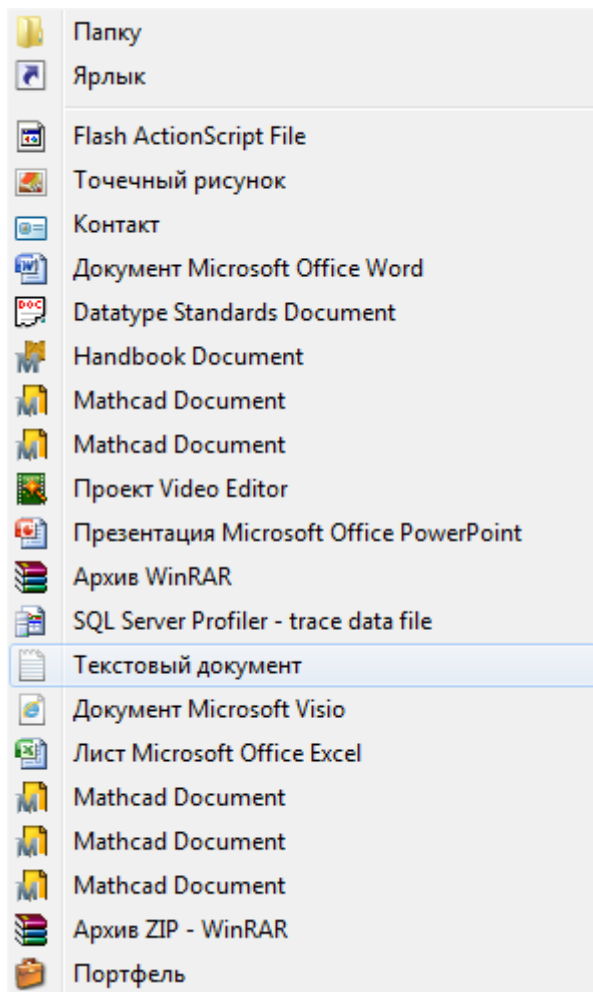 Папку
Ярлык
Flash ActionScript File
Точечный рисунок
Контакт
Документ Microsoft Office Word
DOC
Datatype Standards Document
Handbook Document
Mathcad Document
Mathcad Document
Проект Video Editor
Презентация Microsoft Office PowerPoint
Архив WinRAR
SQL Server Profiler - trace data file
Текстовый документ
Документ Microsoft Visio
Лист Microsoft Office Excel
Mathcad Document
Mathcad Document
Mathcad Document
Архив ZIP - WinRAR
Портфель